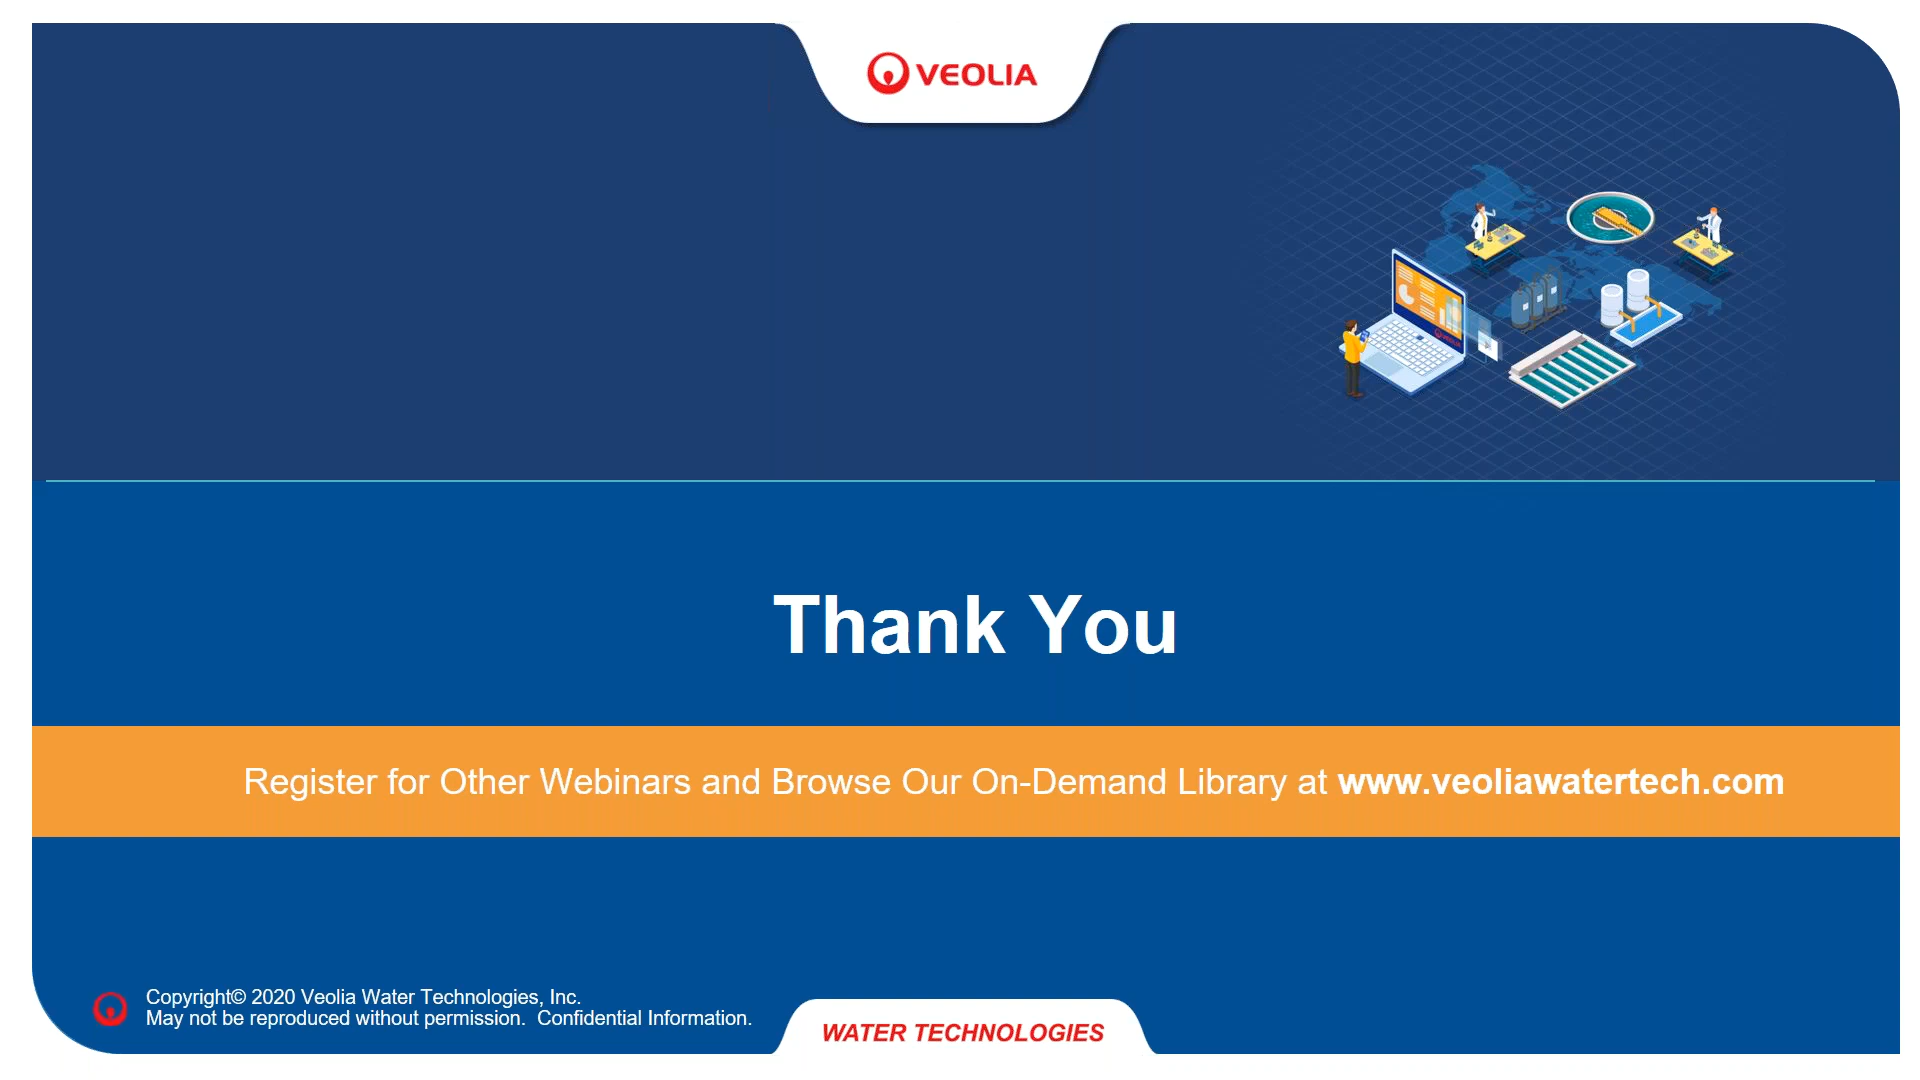 VEOLIA
Thank You
Register for Other Webinars and Browse Our On-Demand Library at www.veoliawatertech.com
Copyright© 2020 Veolia Water Technologies, Inc.
May not be reproduced without permission.  Confidential Information.
WATER TECHNOLOGIES